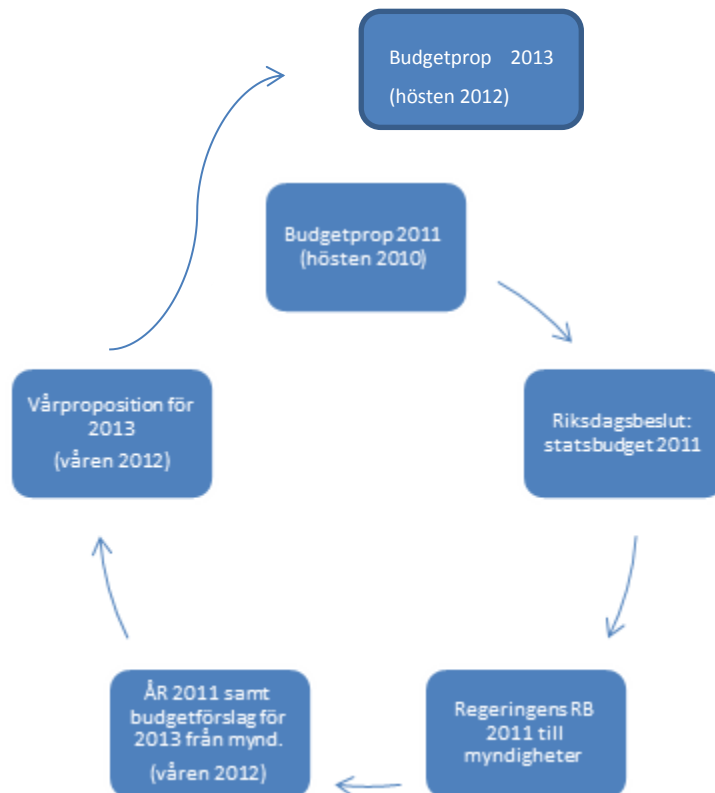 Budgetprop 2013
(hösten 2012)
Budgetprop 2011
(hösten 2010)
Riksdagsbeslut:
statsbudget 2011
Regeringens RB
2011 till
myndigheter
ÅR 2011 samt
budgetförslag för
2013 från mynd.
(våren 2012)
Vårproposition för
2013
(våren 2012)